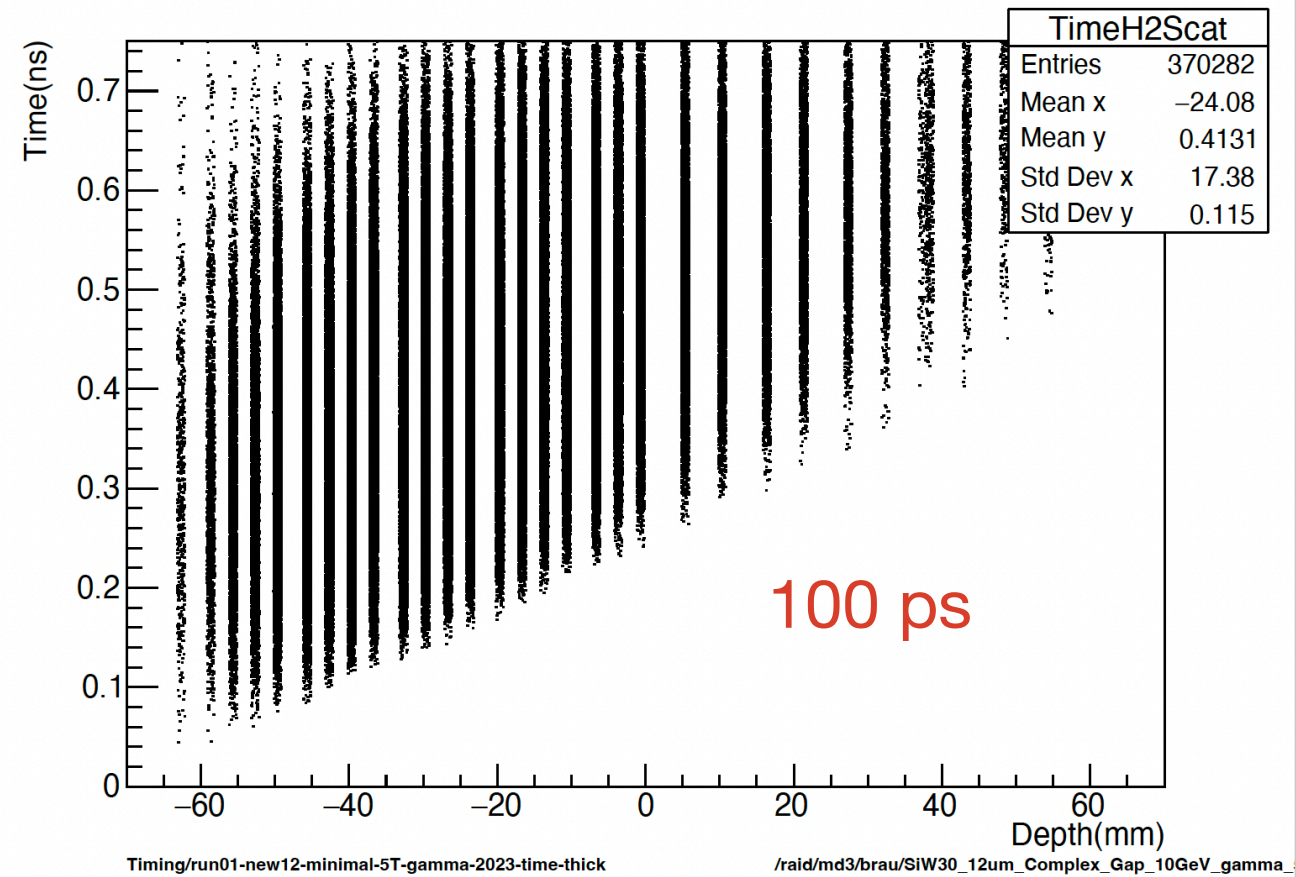 TimeH2Scat
Entries 370282
Mean x −24.08
Mean y 0.4131
Std Dev x 17.38
Std Dev y 0.115
Time(ns)
0.7
0.6
0.5
0.4
0.3
0.2
0.1
0
100 ps
−60 −40 −20 0 20 40 60
Depth(mm)
Timing/run01-new12-minimal-5T-gamma-2023-time-thick
/raid/md3/brau/SiW30_12um_Complex_Gap_10GeV_gamma_